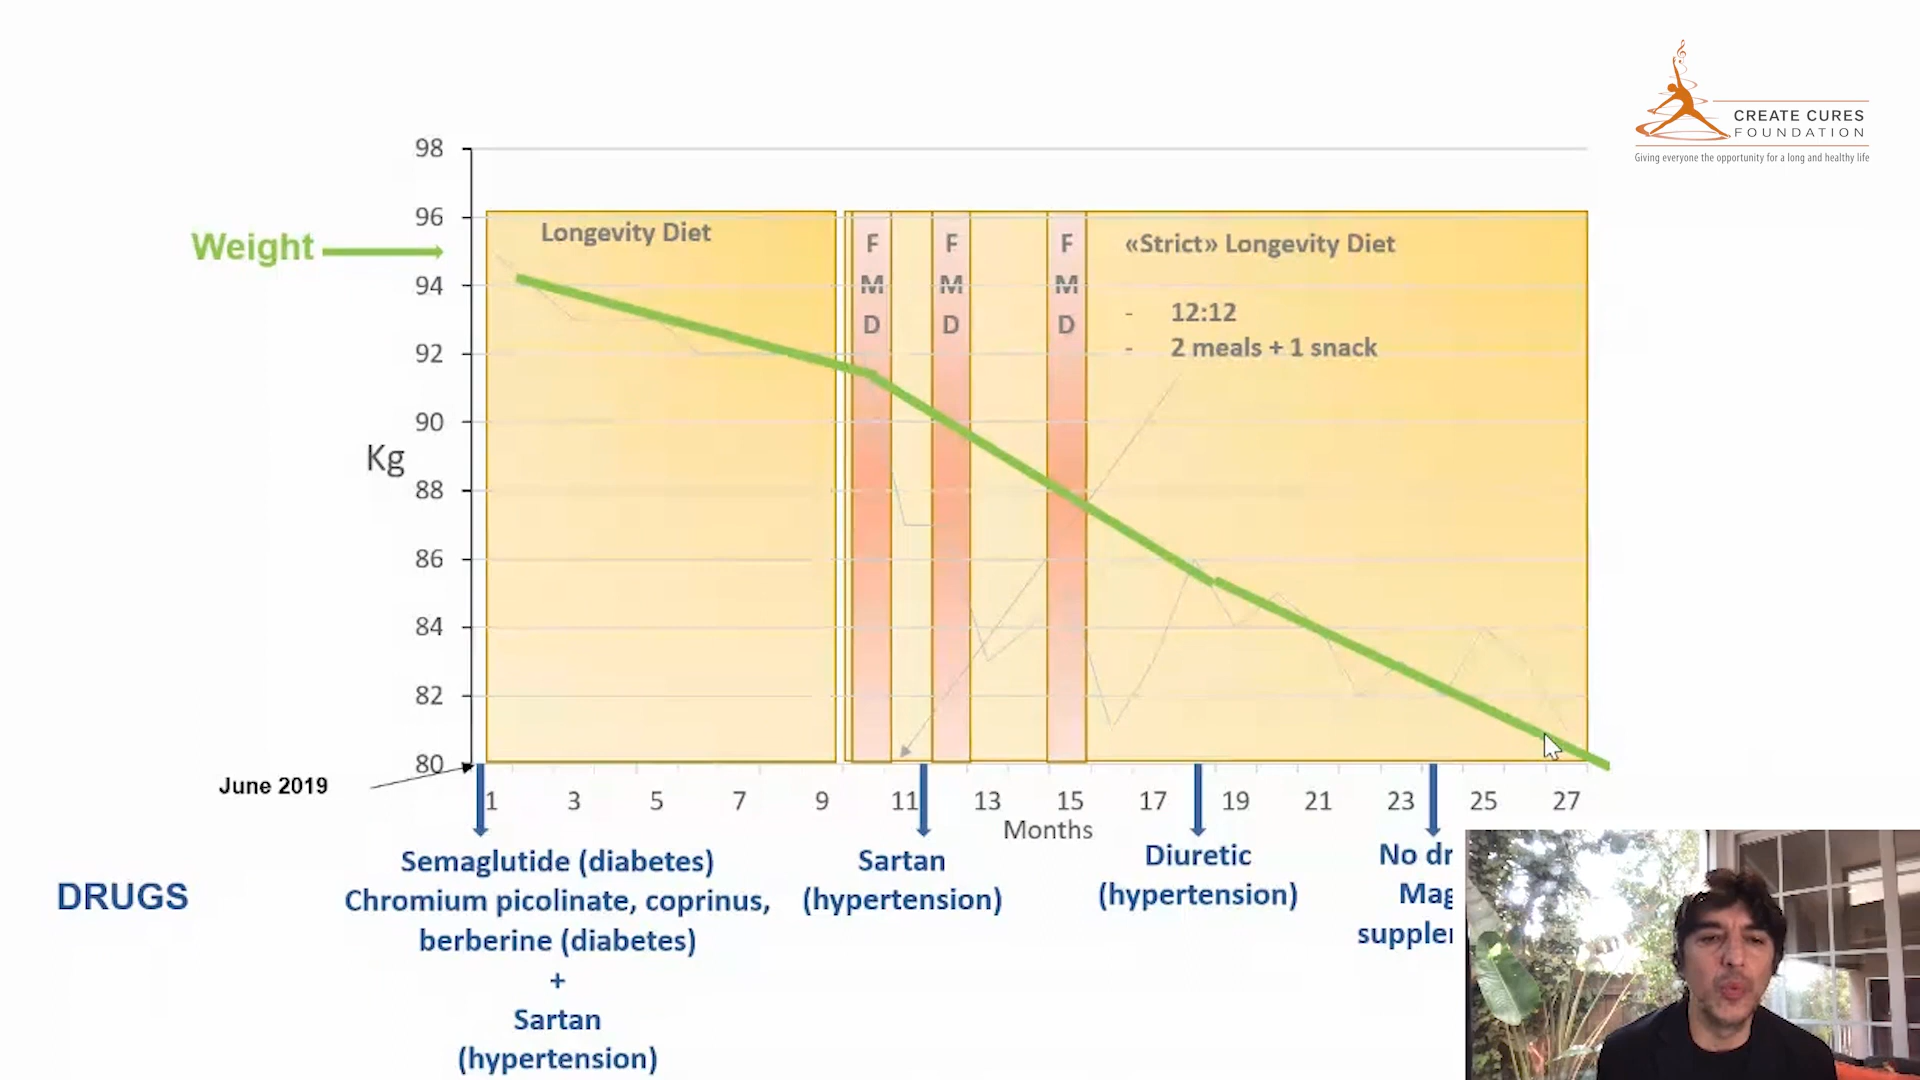 CREATE CURES
FOUNDATION
Giving everyone the opportunity for a long and healthy life
98
96
94
92
90
88
86
84
82
80
Kg
Weight
Longevity Diet
F
M
D
F
M
D
F
M
D
«Strict» Longevity Diet
- 12:12
- 2 meals + 1 snack
June 2019
1 3 5 7 9 11 13 15 17 19 21 23 25 27
Months
DRUGS
Semaglutide (diabetes)
Chromium picolinate, coprinus,
berberine (diabetes)
+
Sartan
(hypertension)
Sartan
(hypertension)
Diuretic
(hypertension)
No